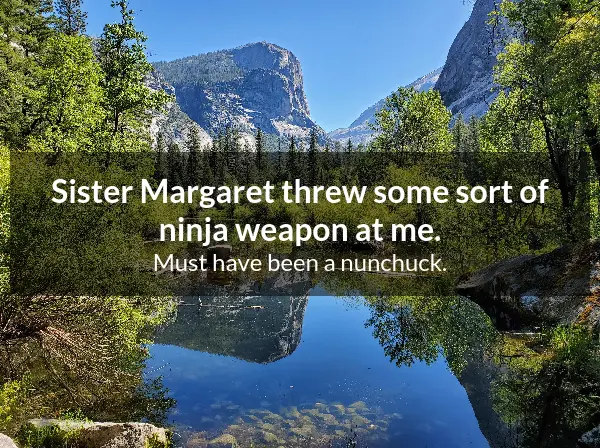 Sister Margaret threw some sort of
ninja weapon at me.
Must have been a nunchuck.